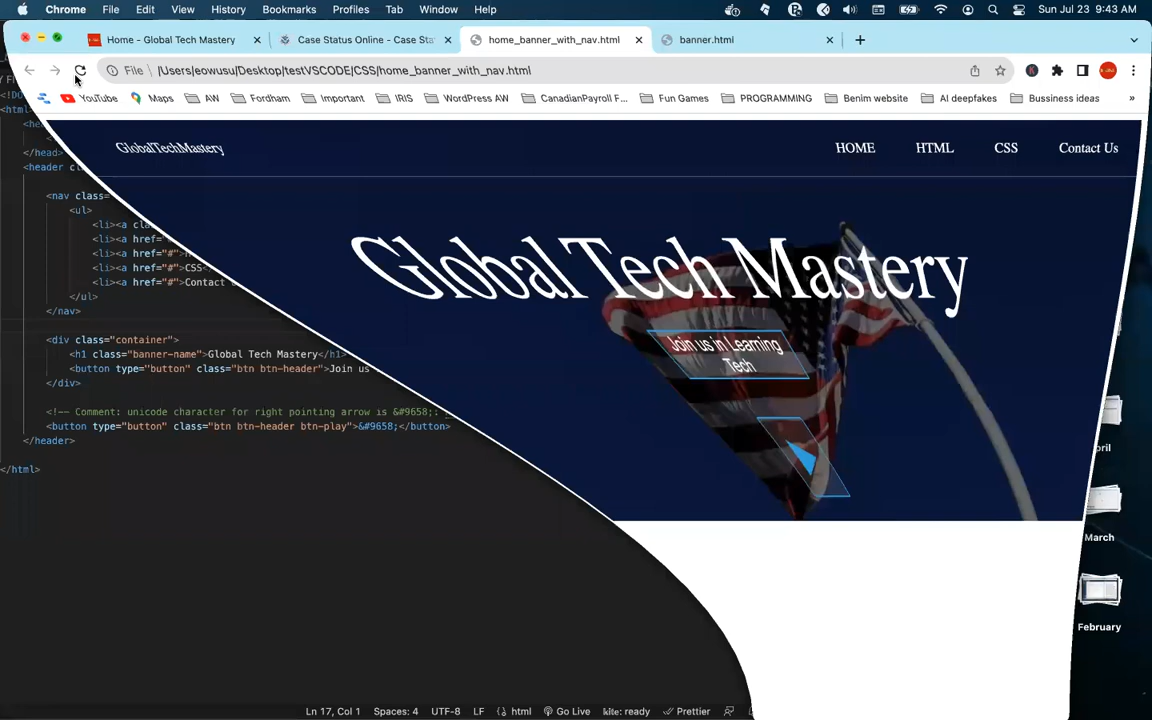 Chrome File Edit View History Bookmarks Profiles Tab Window Help Sun Jul 23 9:43 AM
Home - Global Tech Mastery
Case Status Online - Case Sta
home_banner_with_nav.html
banner.html
File /Users/eowusu/Desktop/testVSCODE/CSS/home_banner_with_nav.html
YouTube Maps AW Fordham Important IRIS WordPress AW CanadianPayroll F... Fun Games PROGRAMMING Benim website AI deepfakes Bussiness ideas »
GlobalTechMastery
HOME HTML CSS Contact Us
Global Tech Mastery
Join us in Learning
Tech
<html
<he
</head>
<header cl
<nav class=
<ul>
<li><a cla
<li><a href=
<li><a href="#">
<li><a href="#">CSS<
<li><a href="#">Contact
</ul>
</nav>
<div class="container">
<h1 class="banner-name">Global Tech Mastery</h1>
<button type="button" class="btn btn-header">Join us
</div>
<!-- Comment: unicode character for right pointing arrow is &#9658;
<button type="button" class="btn btn-header btn-play">&#9658;</button>
</header>
</html>
pril
March
February
Ln 17, Col 1 Spaces: 4 UTF-8 LF html Go Live kite: ready Prettier